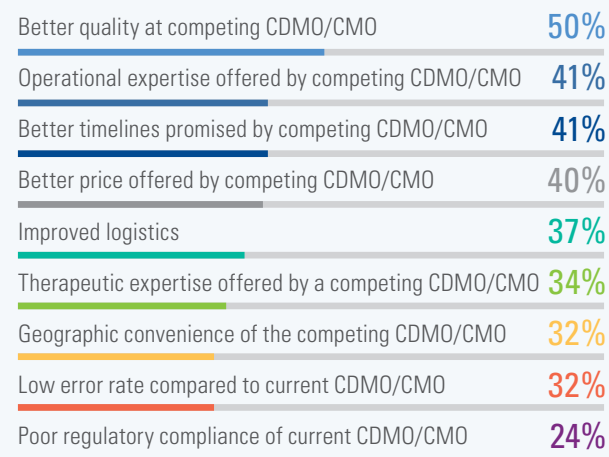 Better quality at competing CDMO/CMO 50%
Operational expertise offered by competing CDMO/CMO 41%
Better timelines promised by competing CDMO/CMO 41%
Better price offered by competing CDMO/CMO 40%
Improved logistics 37%
Therapeutic expertise offered by a competing CDMO/CMO 34%
Geographic convenience of the competing CDMO/CMO 32%
Low error rate compared to current CDMO/CMO 32%
Poor regulatory compliance of current CDMO/CMO 24%